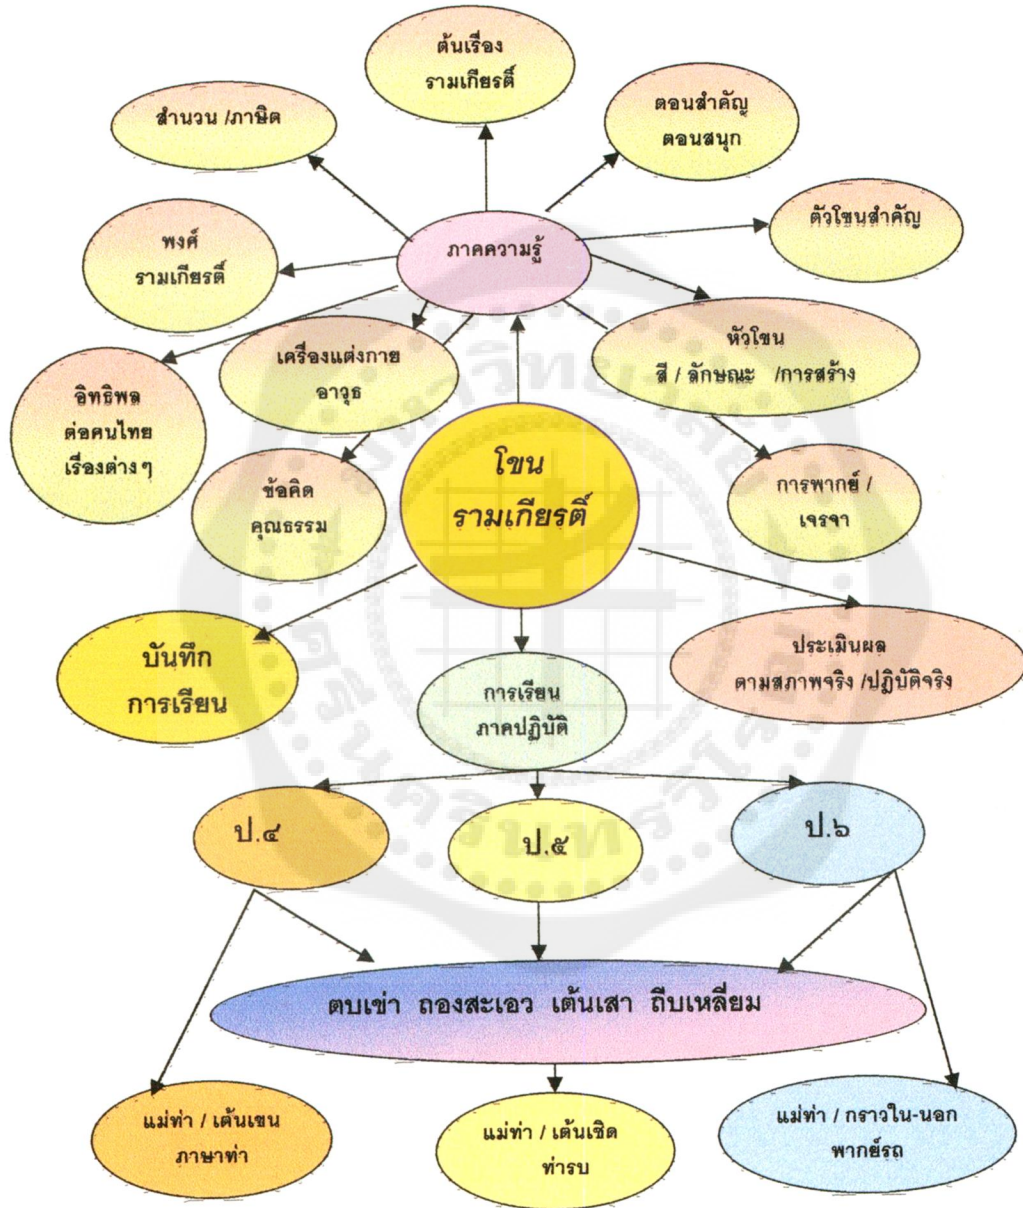 ต้นเรื่อง
รามเกียรติ์
สำนวน /ภาษิต
ตอนสำคัญ
ตอนสนุก
ตัวโขนสำคัญ
พงศ์
รามเกียรติ์
ภาคความรู้
เครื่องแต่งกาย
อาวุธ
หัวโขน
สี / ลักษณะ /การสร้าง
อิทธิพล
ต่อคนไทย
เรื่องต่างๆ
ข้อคิด
คุณธรรม
โขน
รามเกียรติ์
การพากย์ /
เจรจา
บันทึก
การเรียน
การเรียน
ภาคปฏิบัติ
ประเมินผล
ตามสภาพจริง /ปฏิบัติจริง
ป.๔
ป.๕
ป.๖
ตบเข่า ถองสะเอว เต้นเสา ถีบเหลี่ยม
แม่ท่า / เต้นเขน
ภาษาท่า
แม่ท่า / เต้นเชิด
ท่ารบ
แม่ท่า / กราวใน-นอก
พากย์รถ